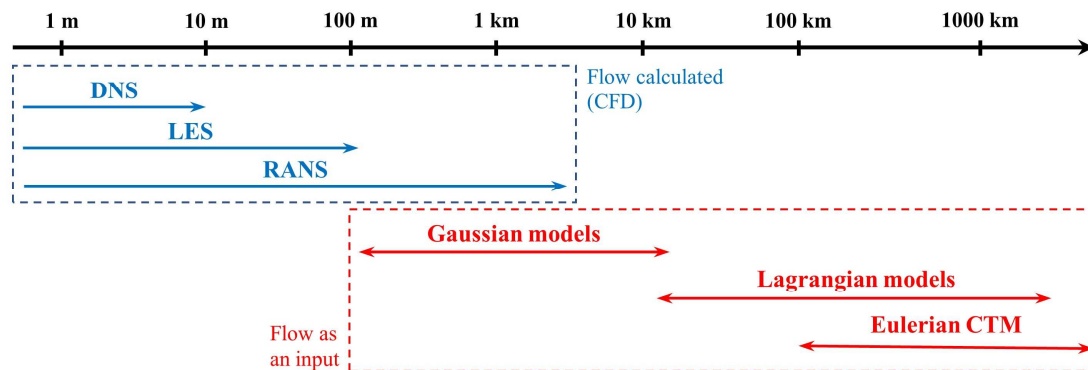 1 m 10 m 100 m 1 km 10 km 100 km 1000 km
Flow calculated
(CFD)
DNS
LES
RANS
Gaussian models
Lagrangian models
Eulerian CTM
Flow as
an input